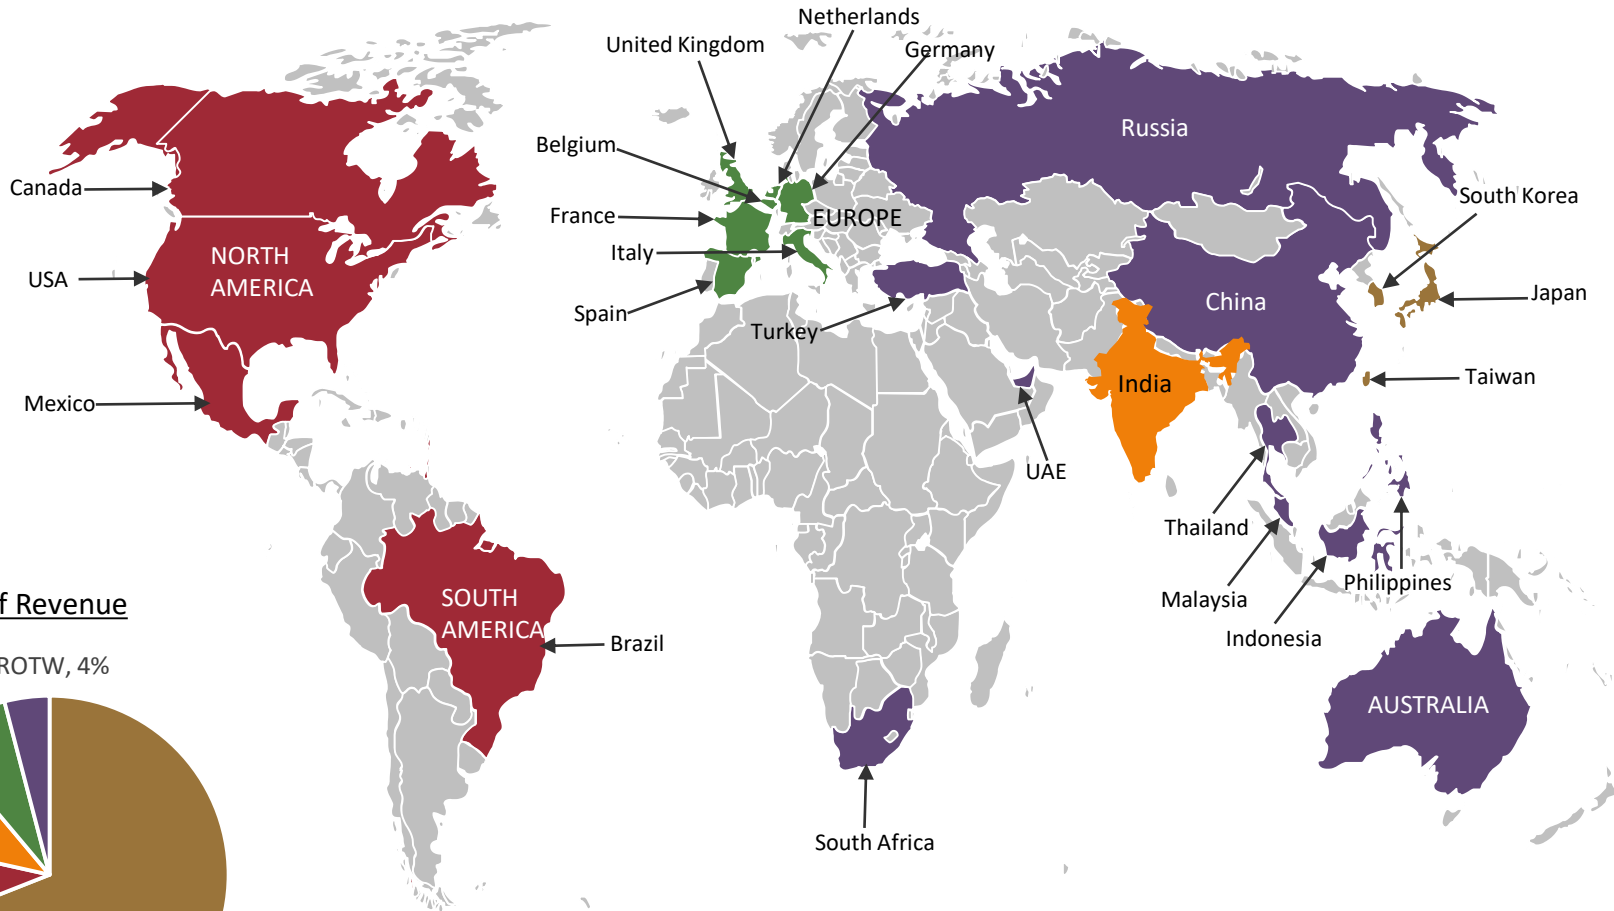 Netherlands
United Kingdom
Germany
Belgium
Russia
Canada
South Korea
France
EUROPE
Italy
NORTH
AMERICA
USA
China
Japan
Spain
Turkey
India
Taiwan
Mexico
UAE
Thailand
Philippines
Malaysia
SOUTH
AMERICA
f Revenue
Indonesia
Brazil
ROTW, 4%
AUSTRALIA
South Africa